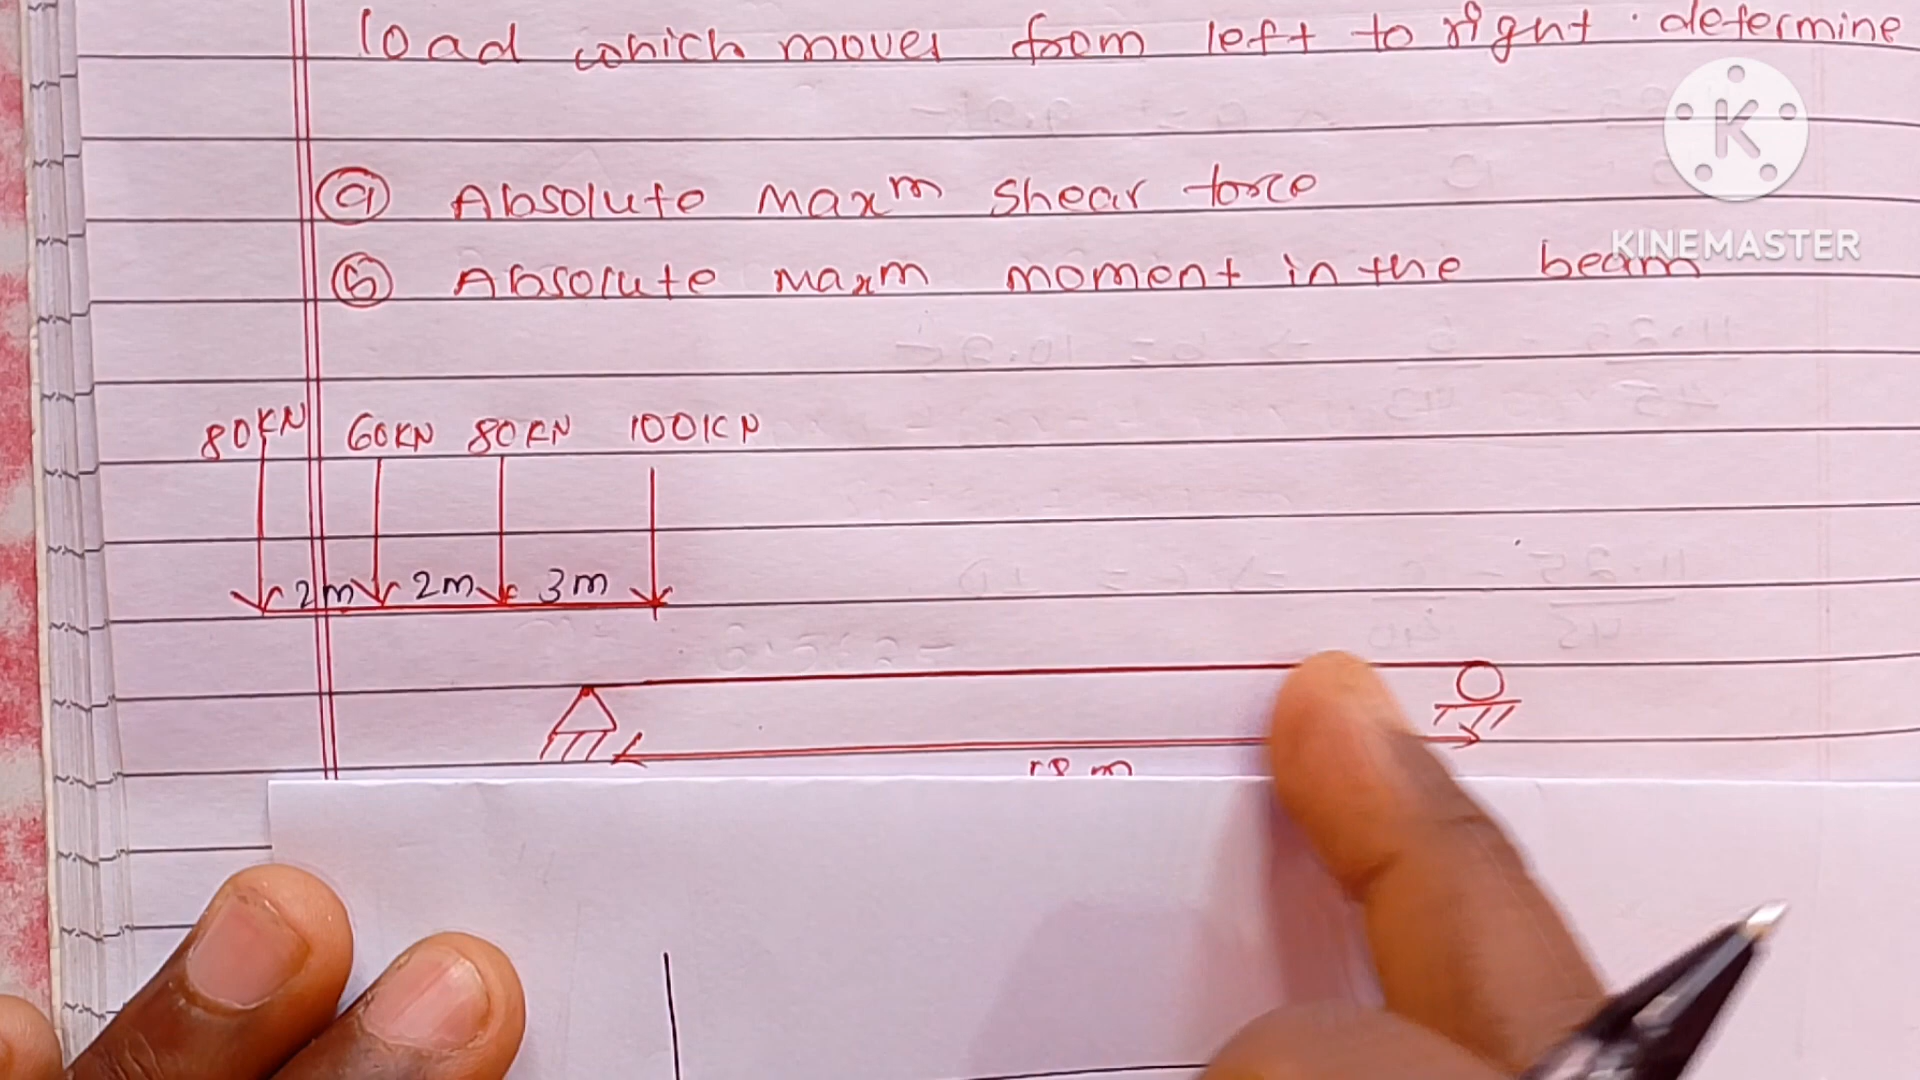 load which moves from left to right. determine
K
KINEMASTER
(a) Absolute maxm shear force
(b) Absolute maxm moment in the beam
80KN 60KN 80KN 100KN
2m 2m 3m
m